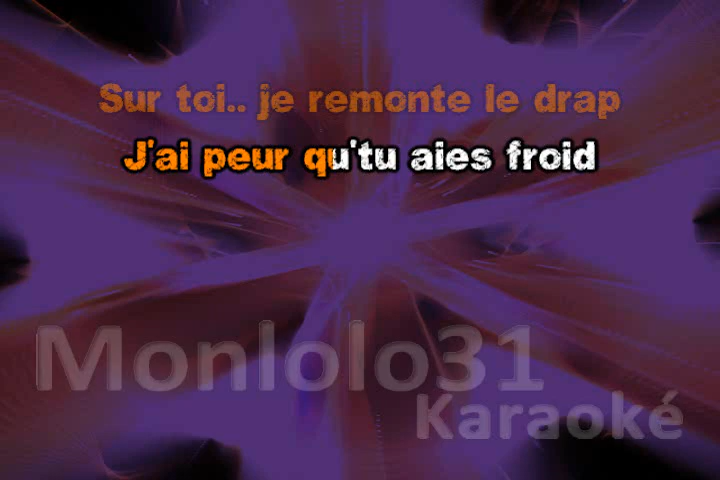 Sur toi.. je remonte le drap
J'ai peur qu'tu aies froid
Monlolo31
Karaoké